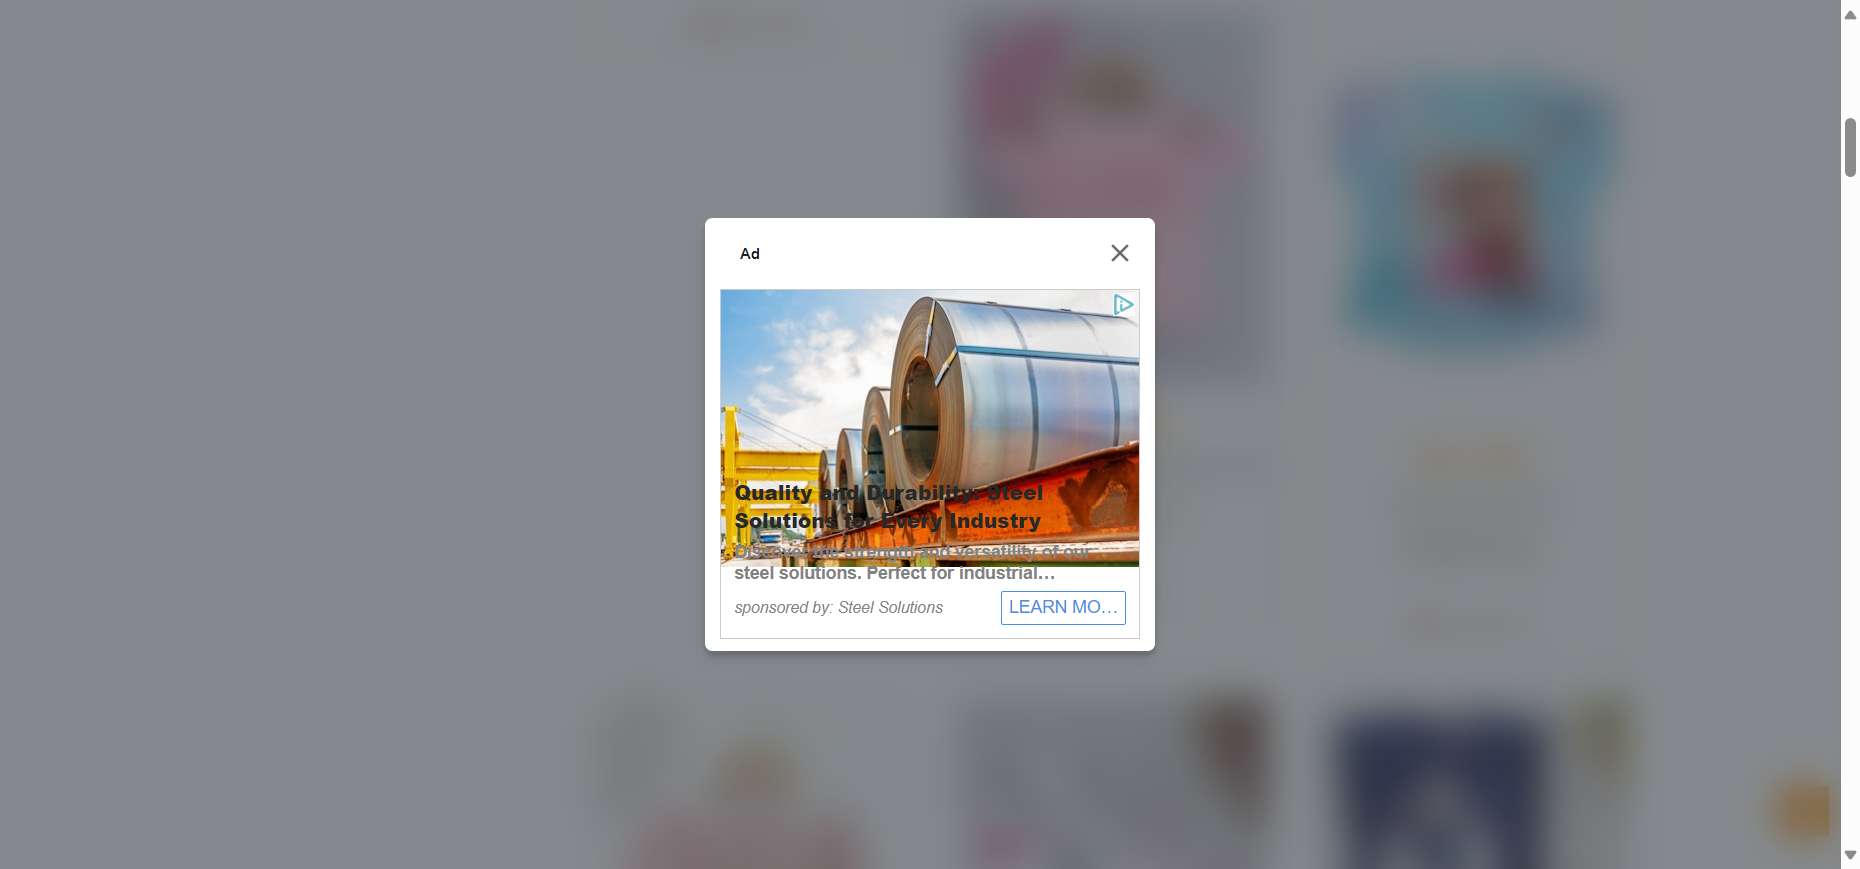 Ad
Quality and Durability: Steel
Solutions for Every Industry
Discover the strength and versatility of our
steel solutions. Perfect for industrial…
sponsored by: Steel Solutions
LEARN MO…